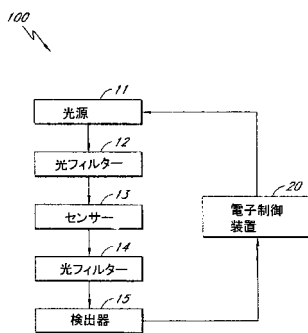 100
11
光源
12
光フィルター
13
センサー
14
光フィルター
15
検出器
20
電子制御
装置